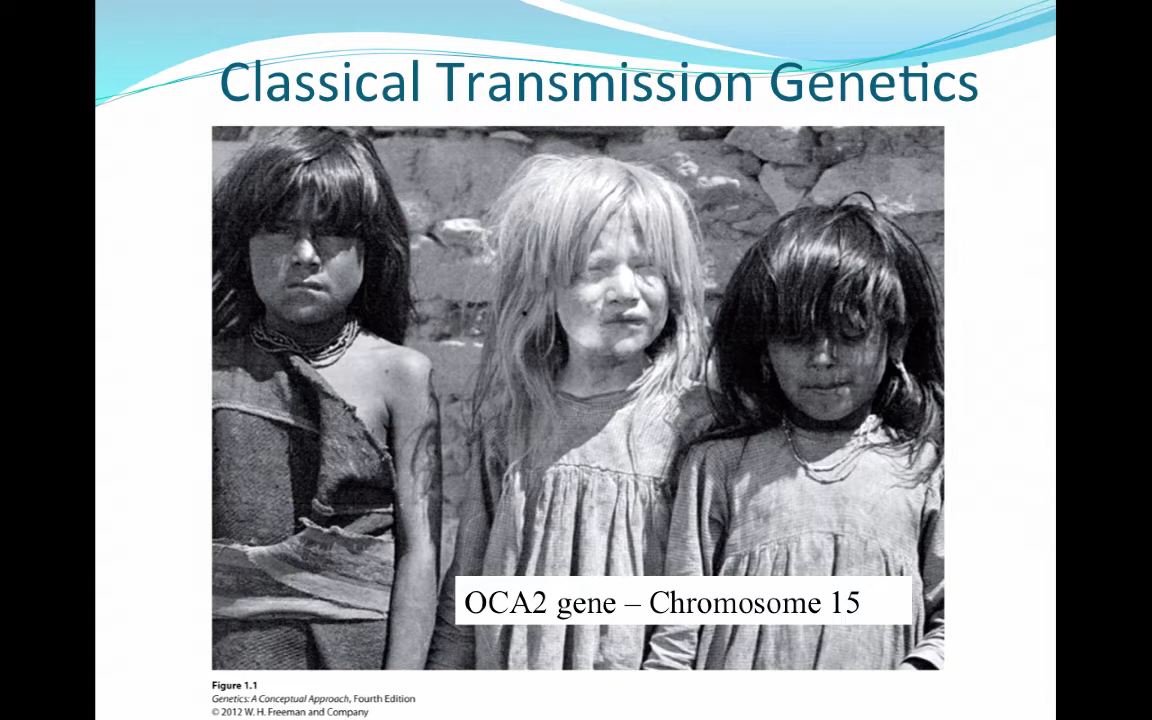 Classical Transmission Genetics
OCA2 gene – Chromosome 15
Figure 1.1
Genetics: A Conceptual Approach, Fourth Edition
© 2012 W. H. Freeman and Company